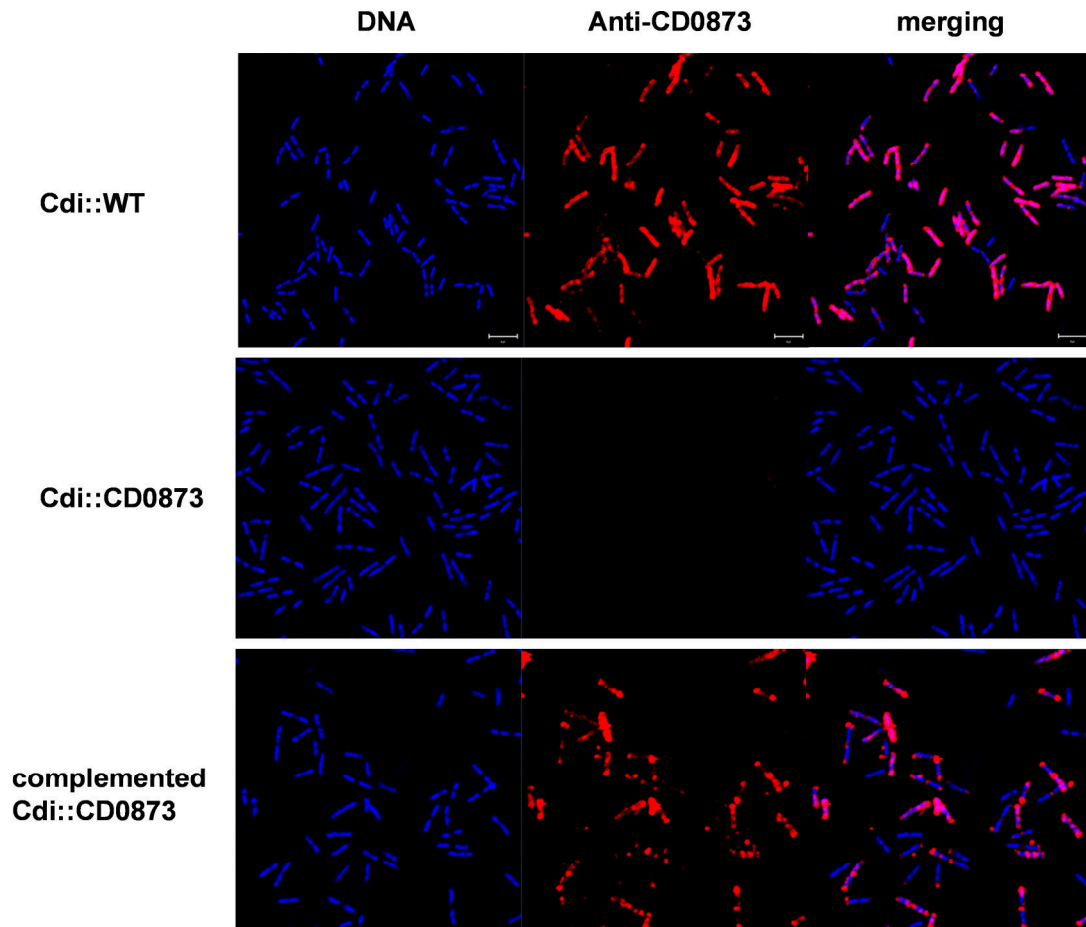 DNA
Anti-CD0873
merging
Cdi::WT
Cdi::CD0873
complemented
Cdi::CD0873